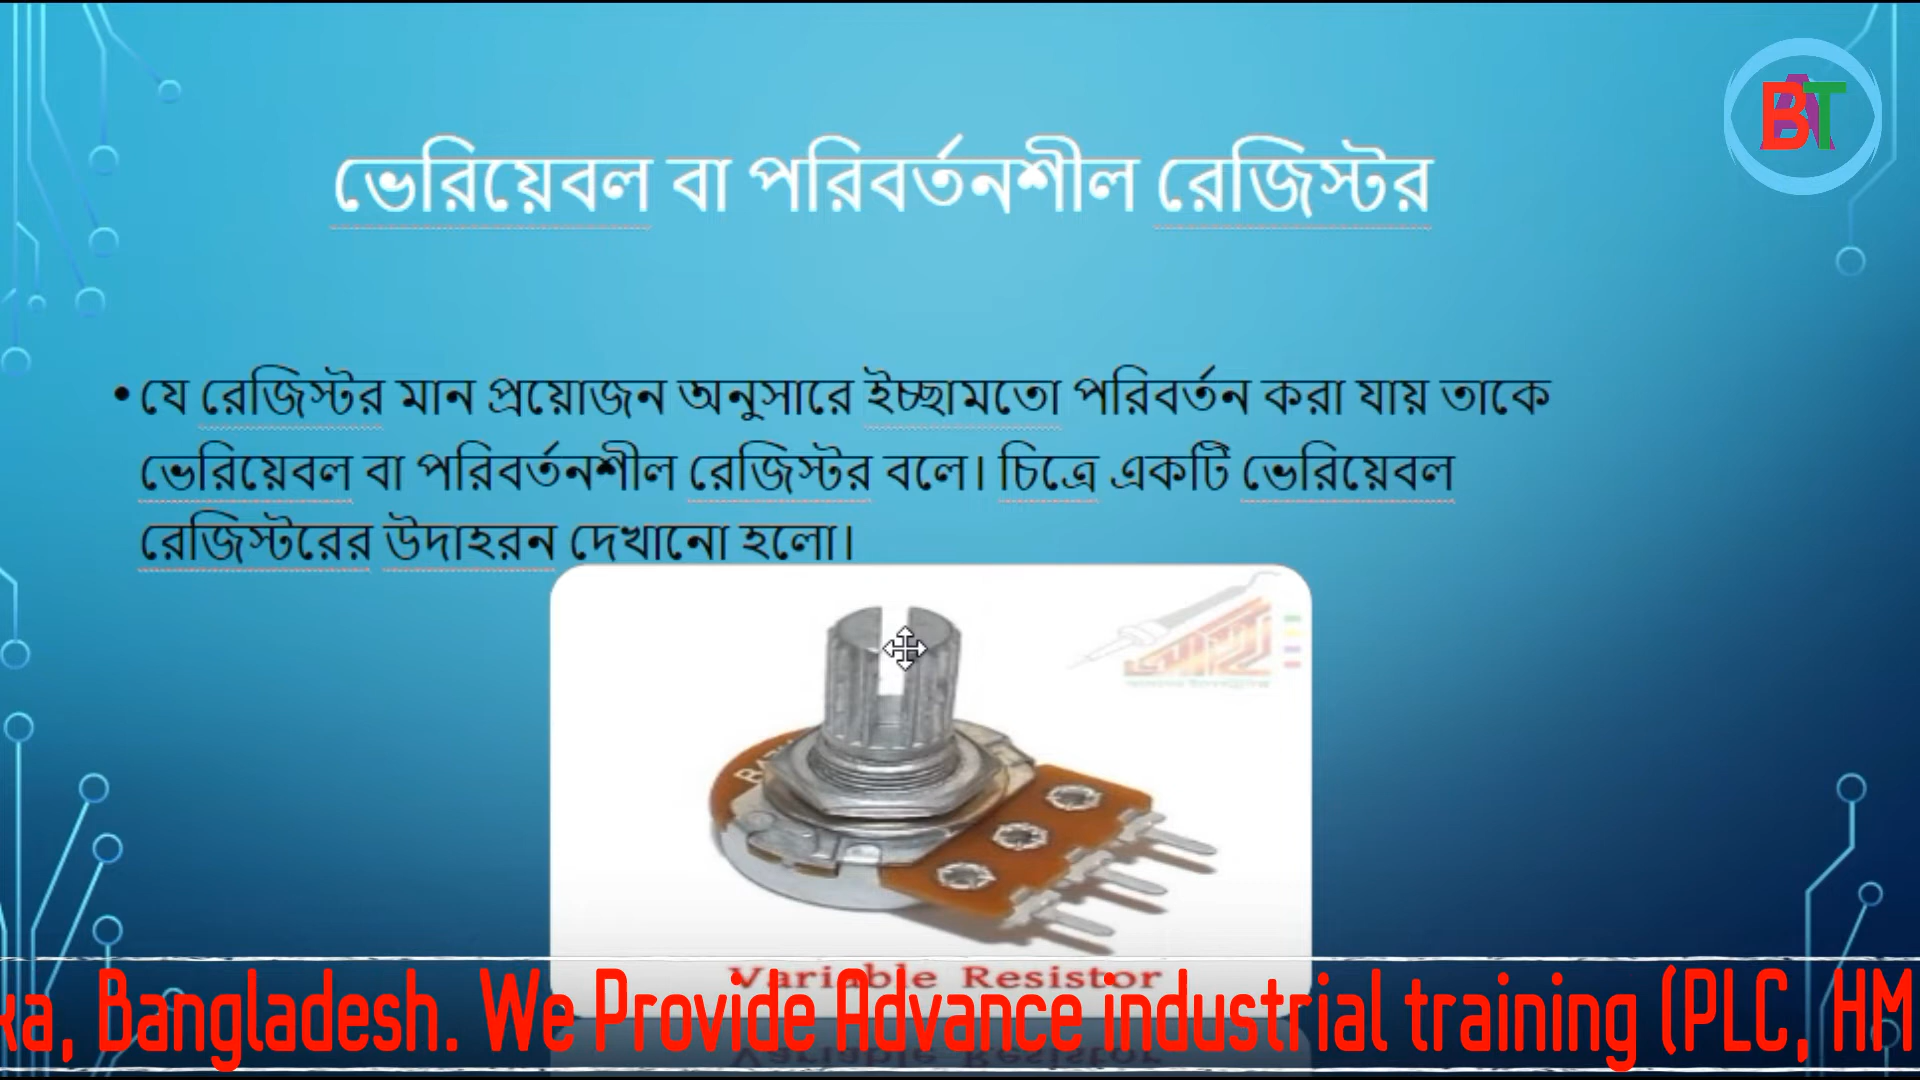 BAT
ভেরিয়েবল বা পরিবর্তনশীল রেজিস্টর
• যে রেজিস্টর মান প্রয়োজন অনুসারে ইচ্ছামতো পরিবর্তন করা যায় তাকে
ভেরিয়েবল বা পরিবর্তনশীল রেজিস্টর বলে। চিত্রে একটি ভেরিয়েবল
রেজিস্টরের উদাহরন দেখানো হলো।
Variable Resistor
ka, Bangladesh. We Provide Advance industrial training (PLC, HM